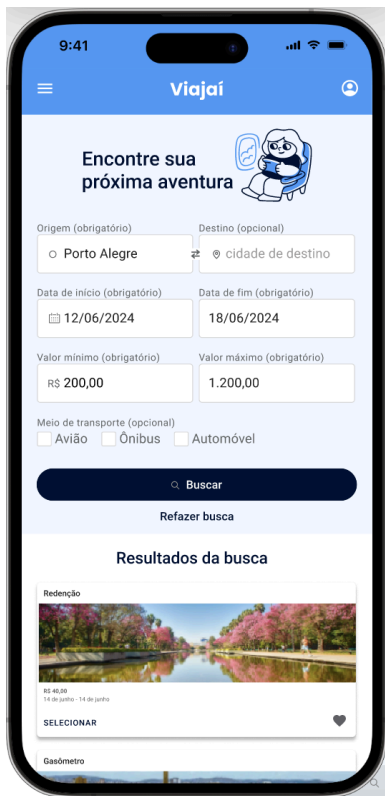 9:41
Viajaí
Encontre sua
próxima aventura
Origem (obrigatório)
Destino (opcional)
Porto Alegre
cidade de destino
Data de início (obrigatório)
Data de fim (obrigatório)
12/06/2024
18/06/2024
Valor mínimo (obrigatório)
Valor máximo (obrigatório)
R$ 200,00
1.200,00
Meio de transporte (opcional)
Avião
Ônibus
Automóvel
Buscar
Refazer busca
Resultados da busca
Redenção
R$ 40,00
14 de junho - 14 de junho
SELECIONAR
Gasômetro